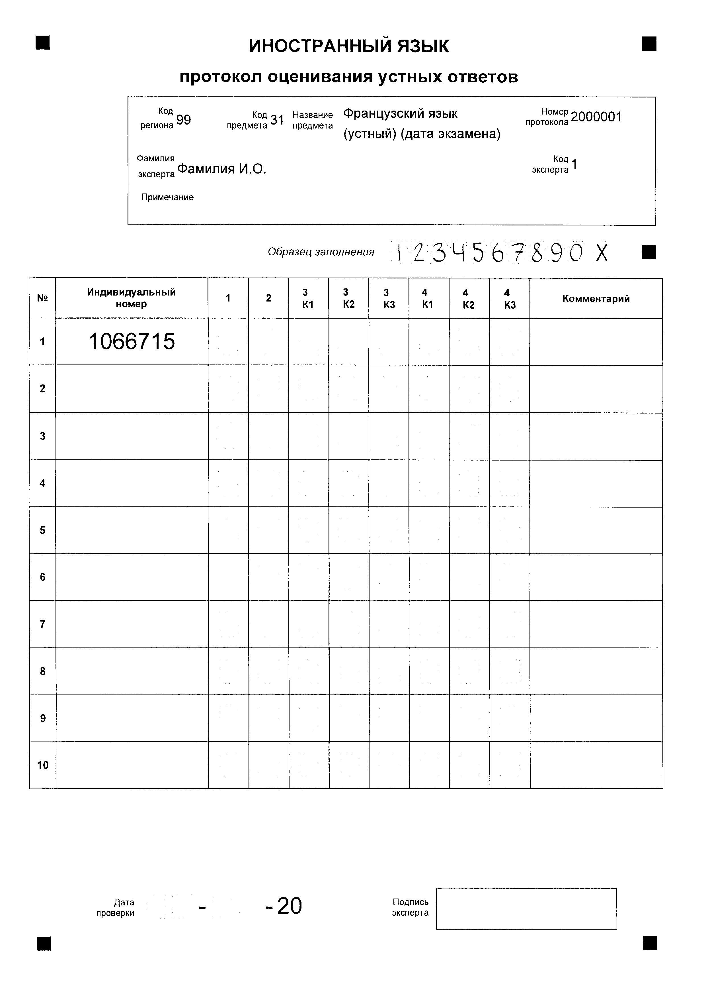 ИНОСТРАННЫЙ ЯЗЫК
протокол оценивания устных ответов
Код региона 99 Код предмета 31 Название предмета Французский язык (устный) (дата экзамена) Номер протокола 2000001
Фамилия эксперта Фамилия И.О. Код эксперта 1
Примечание
Образец заполнения 1 2 3 4 5 6 7 8 9 0 X
№ Индивидуальный номер 1 2 3 К1 3 К2 3 К3 4 К1 4 К2 4 К3 Комментарий
1 1066715
2
3
4
5
6
7
8
9
10
Дата проверки - -20 Подпись эксперта